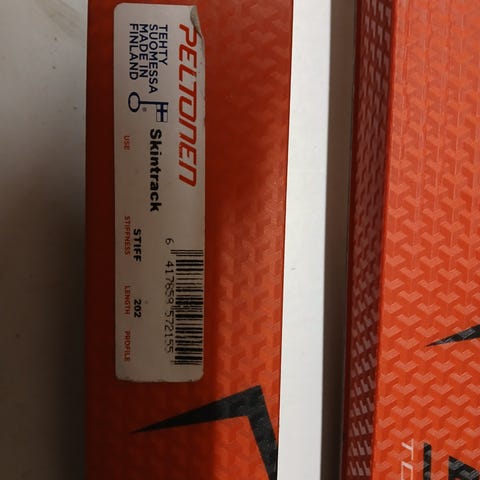 PELTONEN
TEHTY
SUOMESSA
MADE IN
FINLAND
Skintrack
USE
STIFF
STIFFNESS
202
LENGTH
PROFILE
6 417858 572155